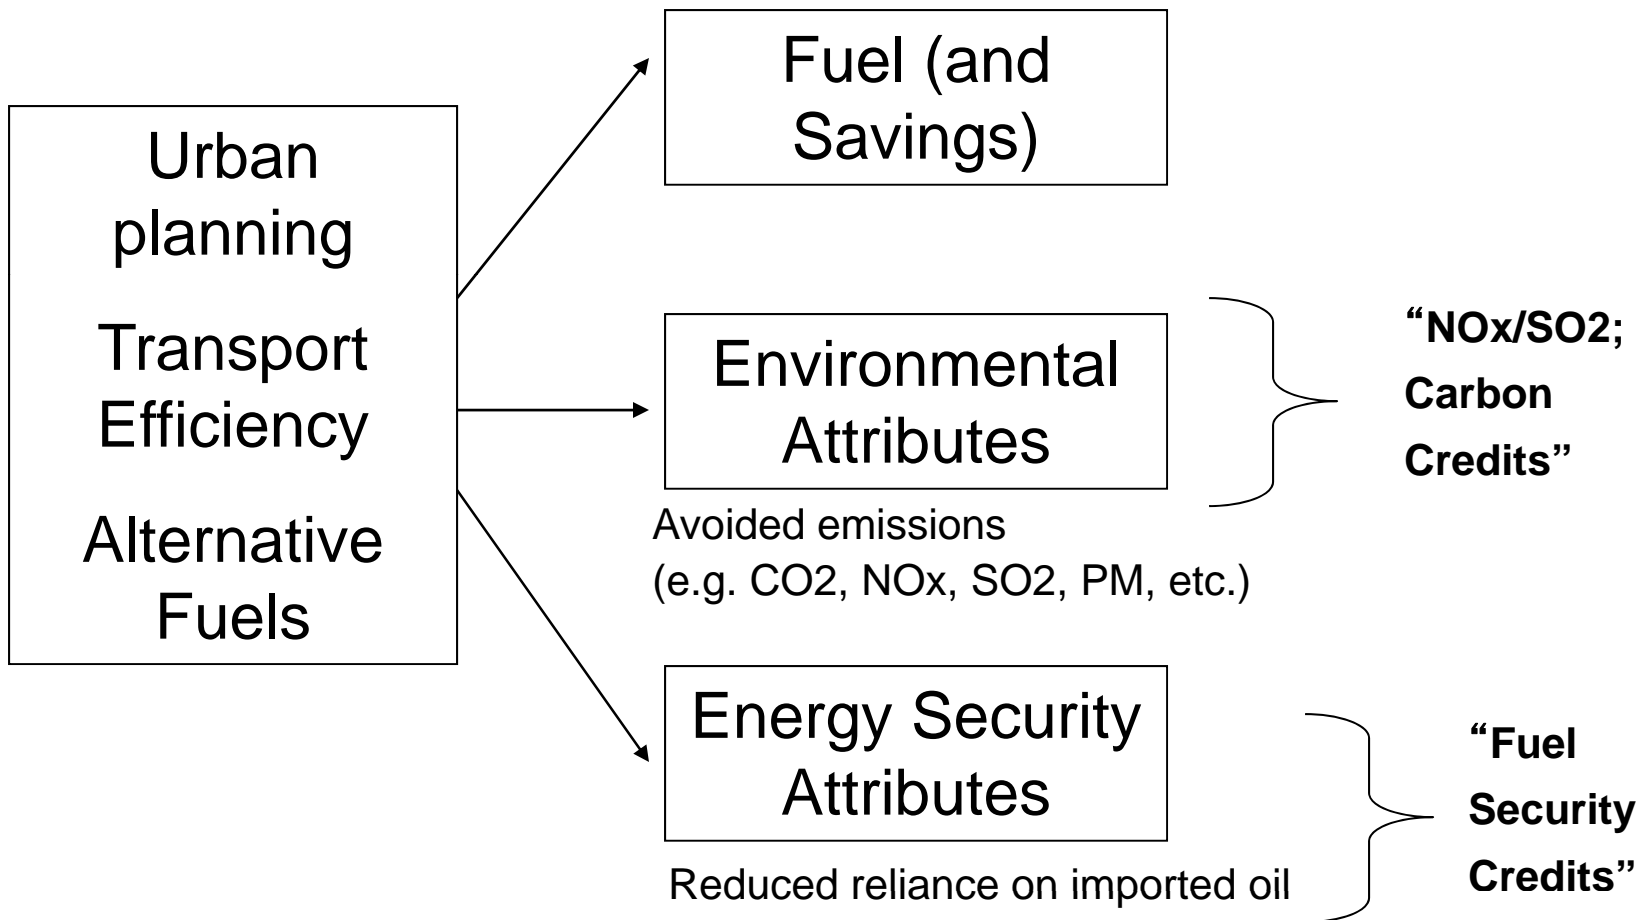 Urban
planning
Transport
Efficiency
Alternative
Fuels
Fuel (and
Savings)
Environmental
Attributes
Avoided emissions
(e.g. CO2, NOx, SO2, PM, etc.)
“NOx/SO2;
Carbon
Credits”
Energy Security
Attributes
Reduced reliance on imported oil
“Fuel
Security
Credits”